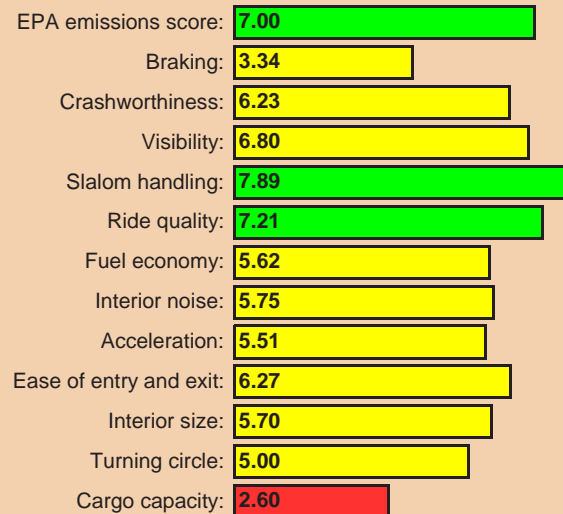 EPA emissions score: 7.00
Braking: 3.34
Crashworthiness: 6.23
Visibility: 6.80
Slalom handling: 7.89
Ride quality: 7.21
Fuel economy: 5.62
Interior noise: 5.75
Acceleration: 5.51
Ease of entry and exit: 6.27
Interior size: 5.70
Turning circle: 5.00
Cargo capacity: 2.60